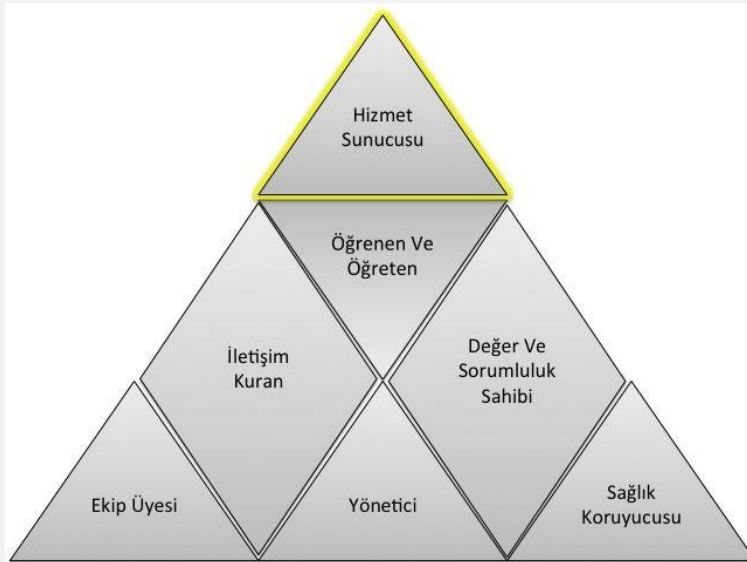 Hizmet
Sunucusu
Öğrenen Ve
Öğreten
İletişim
Kuran
Değer Ve
Sorumluluk
Sahibi
Ekip Üyesi
Yönetici
Sağlık
Koruyucusu